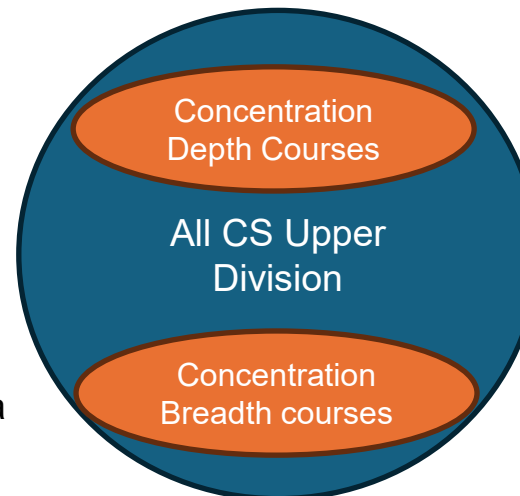 Concentration
Depth Courses
All CS Upper
Division
Concentration
Breadth courses
a